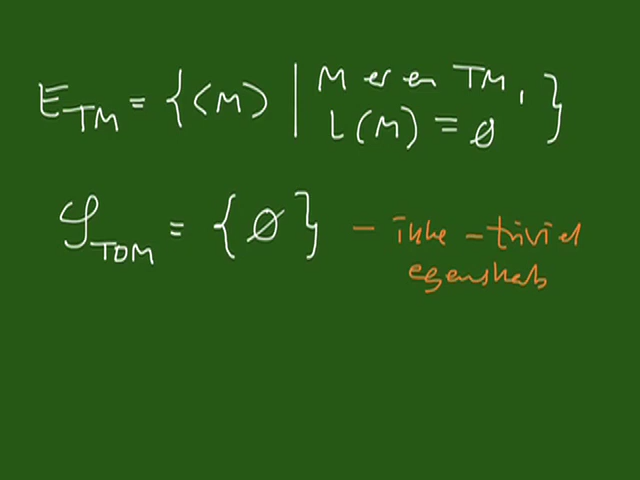 E_TM = {⟨M⟩ | M er en TM, L(M) = ∅}
𝒮_TOM = {∅} - ikke-triviel
egenskab